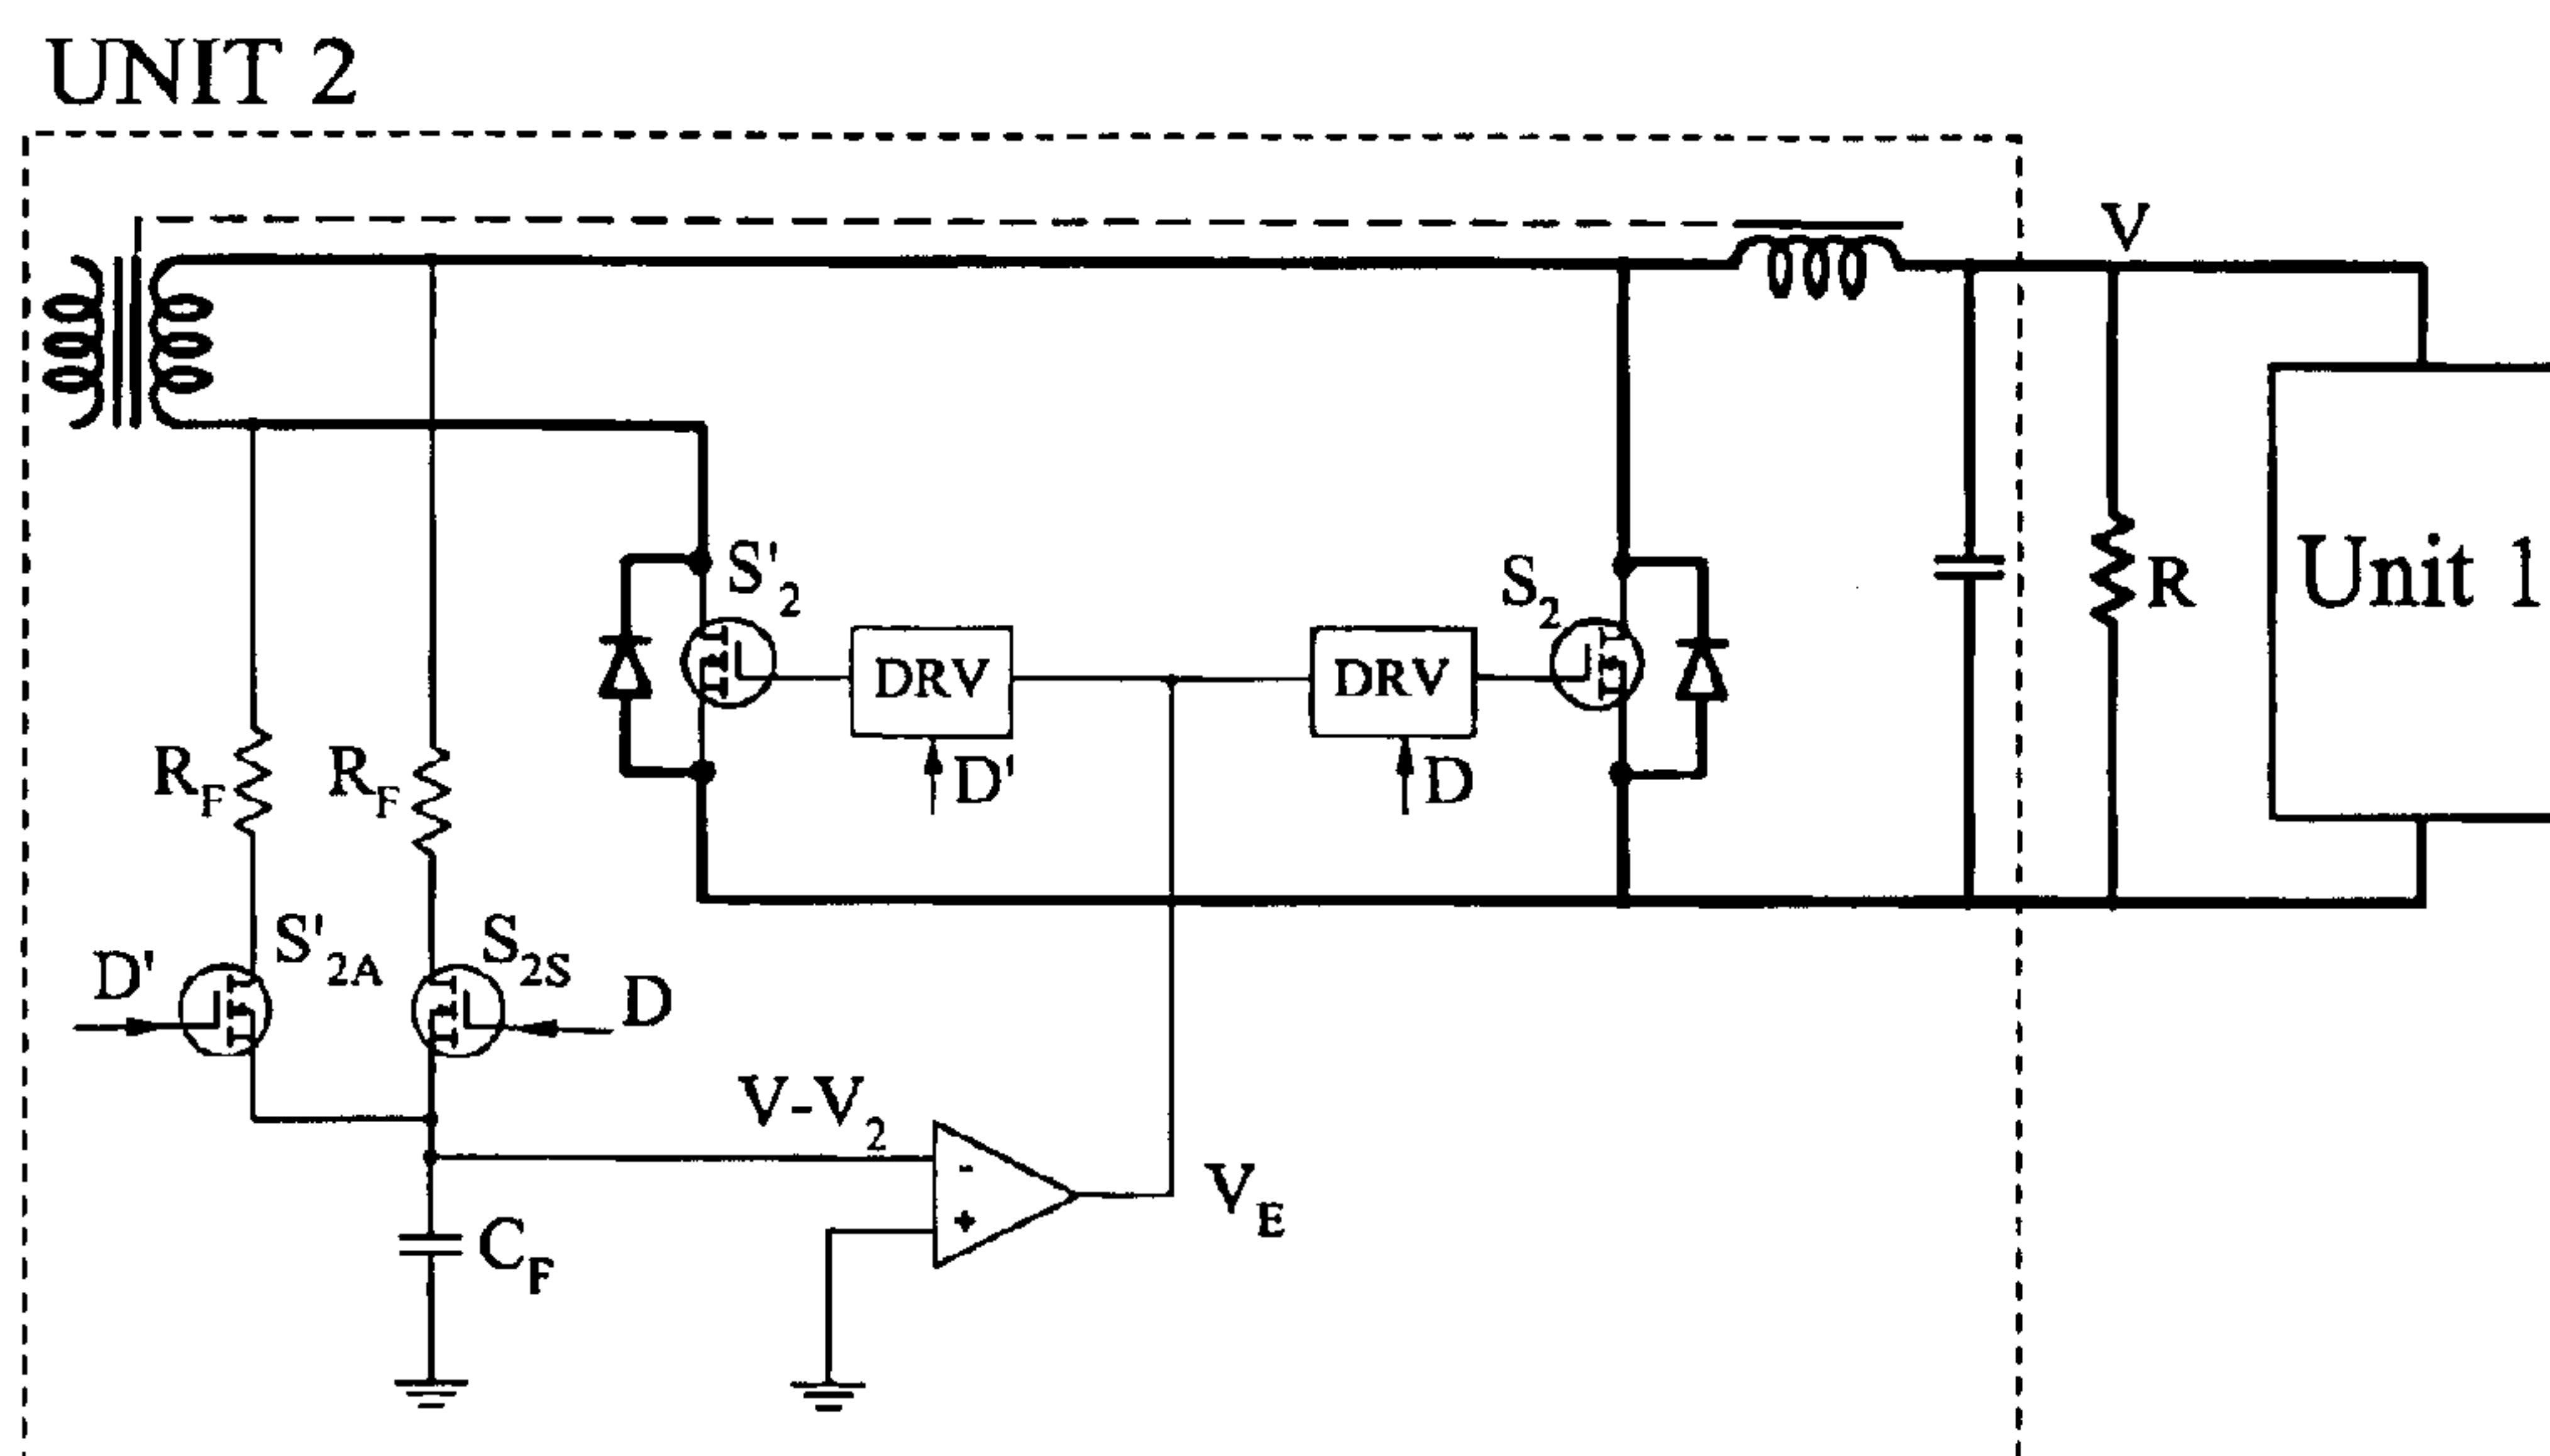 UNIT 2
V
S'2
S2
DRV
DRV
R
Unit 1
RF
RF
D'
D
S'2A
S2S
D'
D
V-V2
-
+
VE
CF